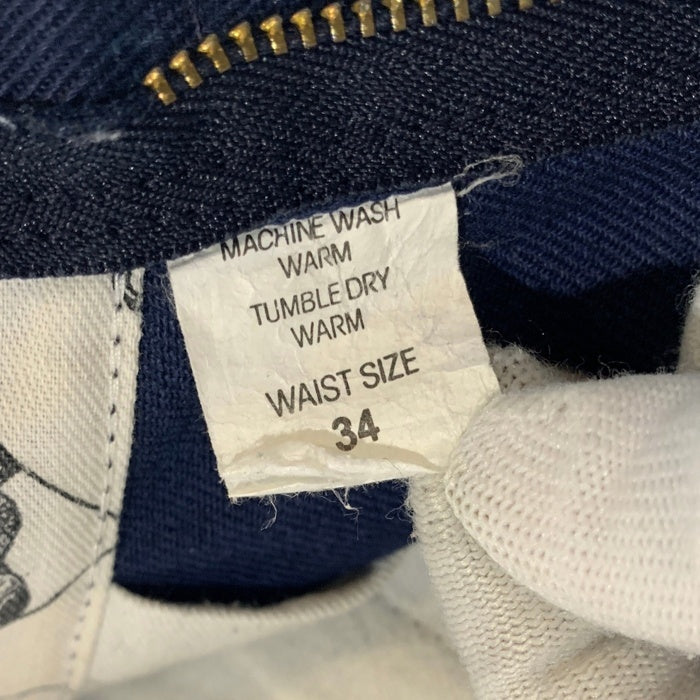 MACHINE WASH
WARM
TUMBLE DRY
WARM
WAIST SIZE
34